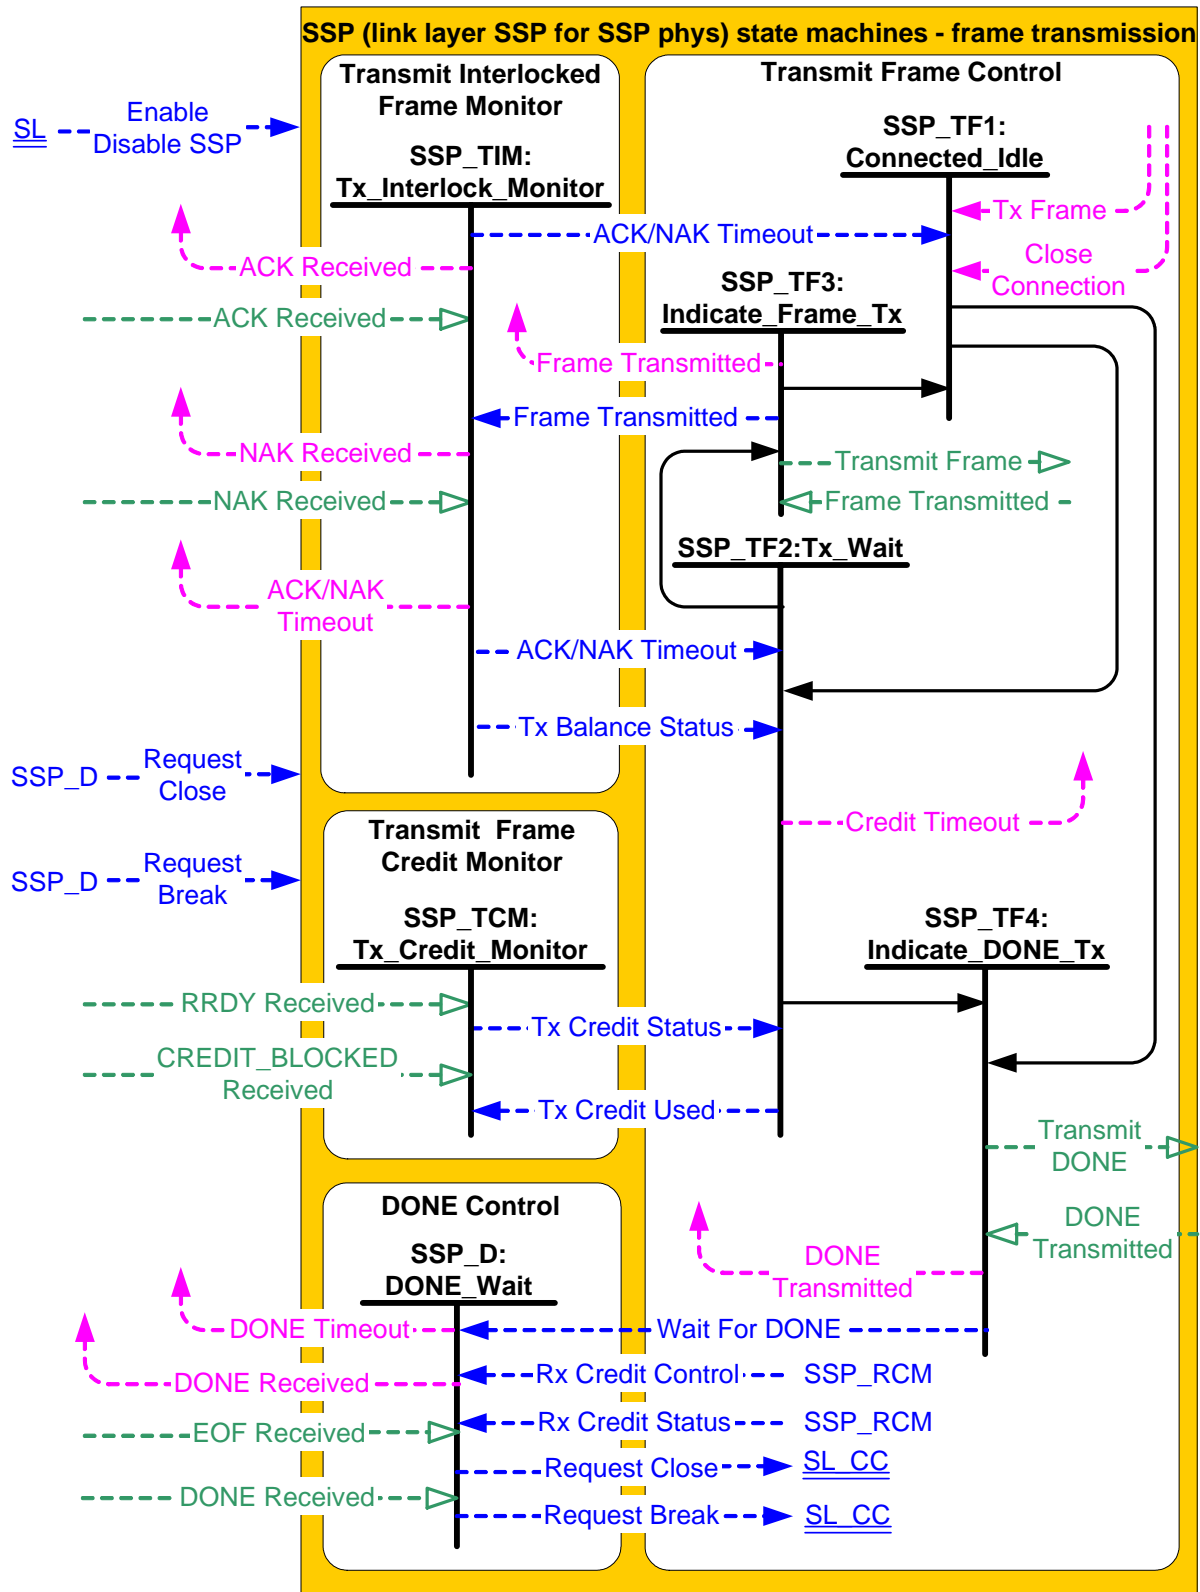 SSP (link layer SSP for SSP phys) state machines - frame transmission
Transmit Interlocked
Frame Monitor
Transmit Frame Control
SL
Enable
Disable SSP
SSP_TIM:
Tx_Interlock_Monitor
SSP_TF1:
Connected_Idle
Tx Frame
ACK/NAK Timeout
ACK Received
Close
Connection
SSP_TF3:
Indicate_Frame_Tx
ACK Received
Frame Transmitted
Frame Transmitted
NAK Received
Transmit Frame
NAK Received
Frame Transmitted
SSP_TF2:Tx_Wait
ACK/NAK
Timeout
ACK/NAK Timeout
Tx Balance Status
SSP_D
Request
Close
Credit Timeout
Transmit Frame
Credit Monitor
SSP_D
Request
Break
SSP_TCM:
Tx_Credit_Monitor
SSP_TF4:
Indicate_DONE_Tx
RRDY Received
Tx Credit Status
CREDIT_BLOCKED
Received
Tx Credit Used
Transmit
DONE
DONE Control
DONE
Transmitted
SSP_D:
DONE_Wait
DONE
Transmitted
DONE Timeout
Wait For DONE
DONE Received
Rx Credit Control
SSP_RCM
EOF Received
Rx Credit Status
SSP_RCM
Request Close
SL_CC
DONE Received
Request Break
SL_CC